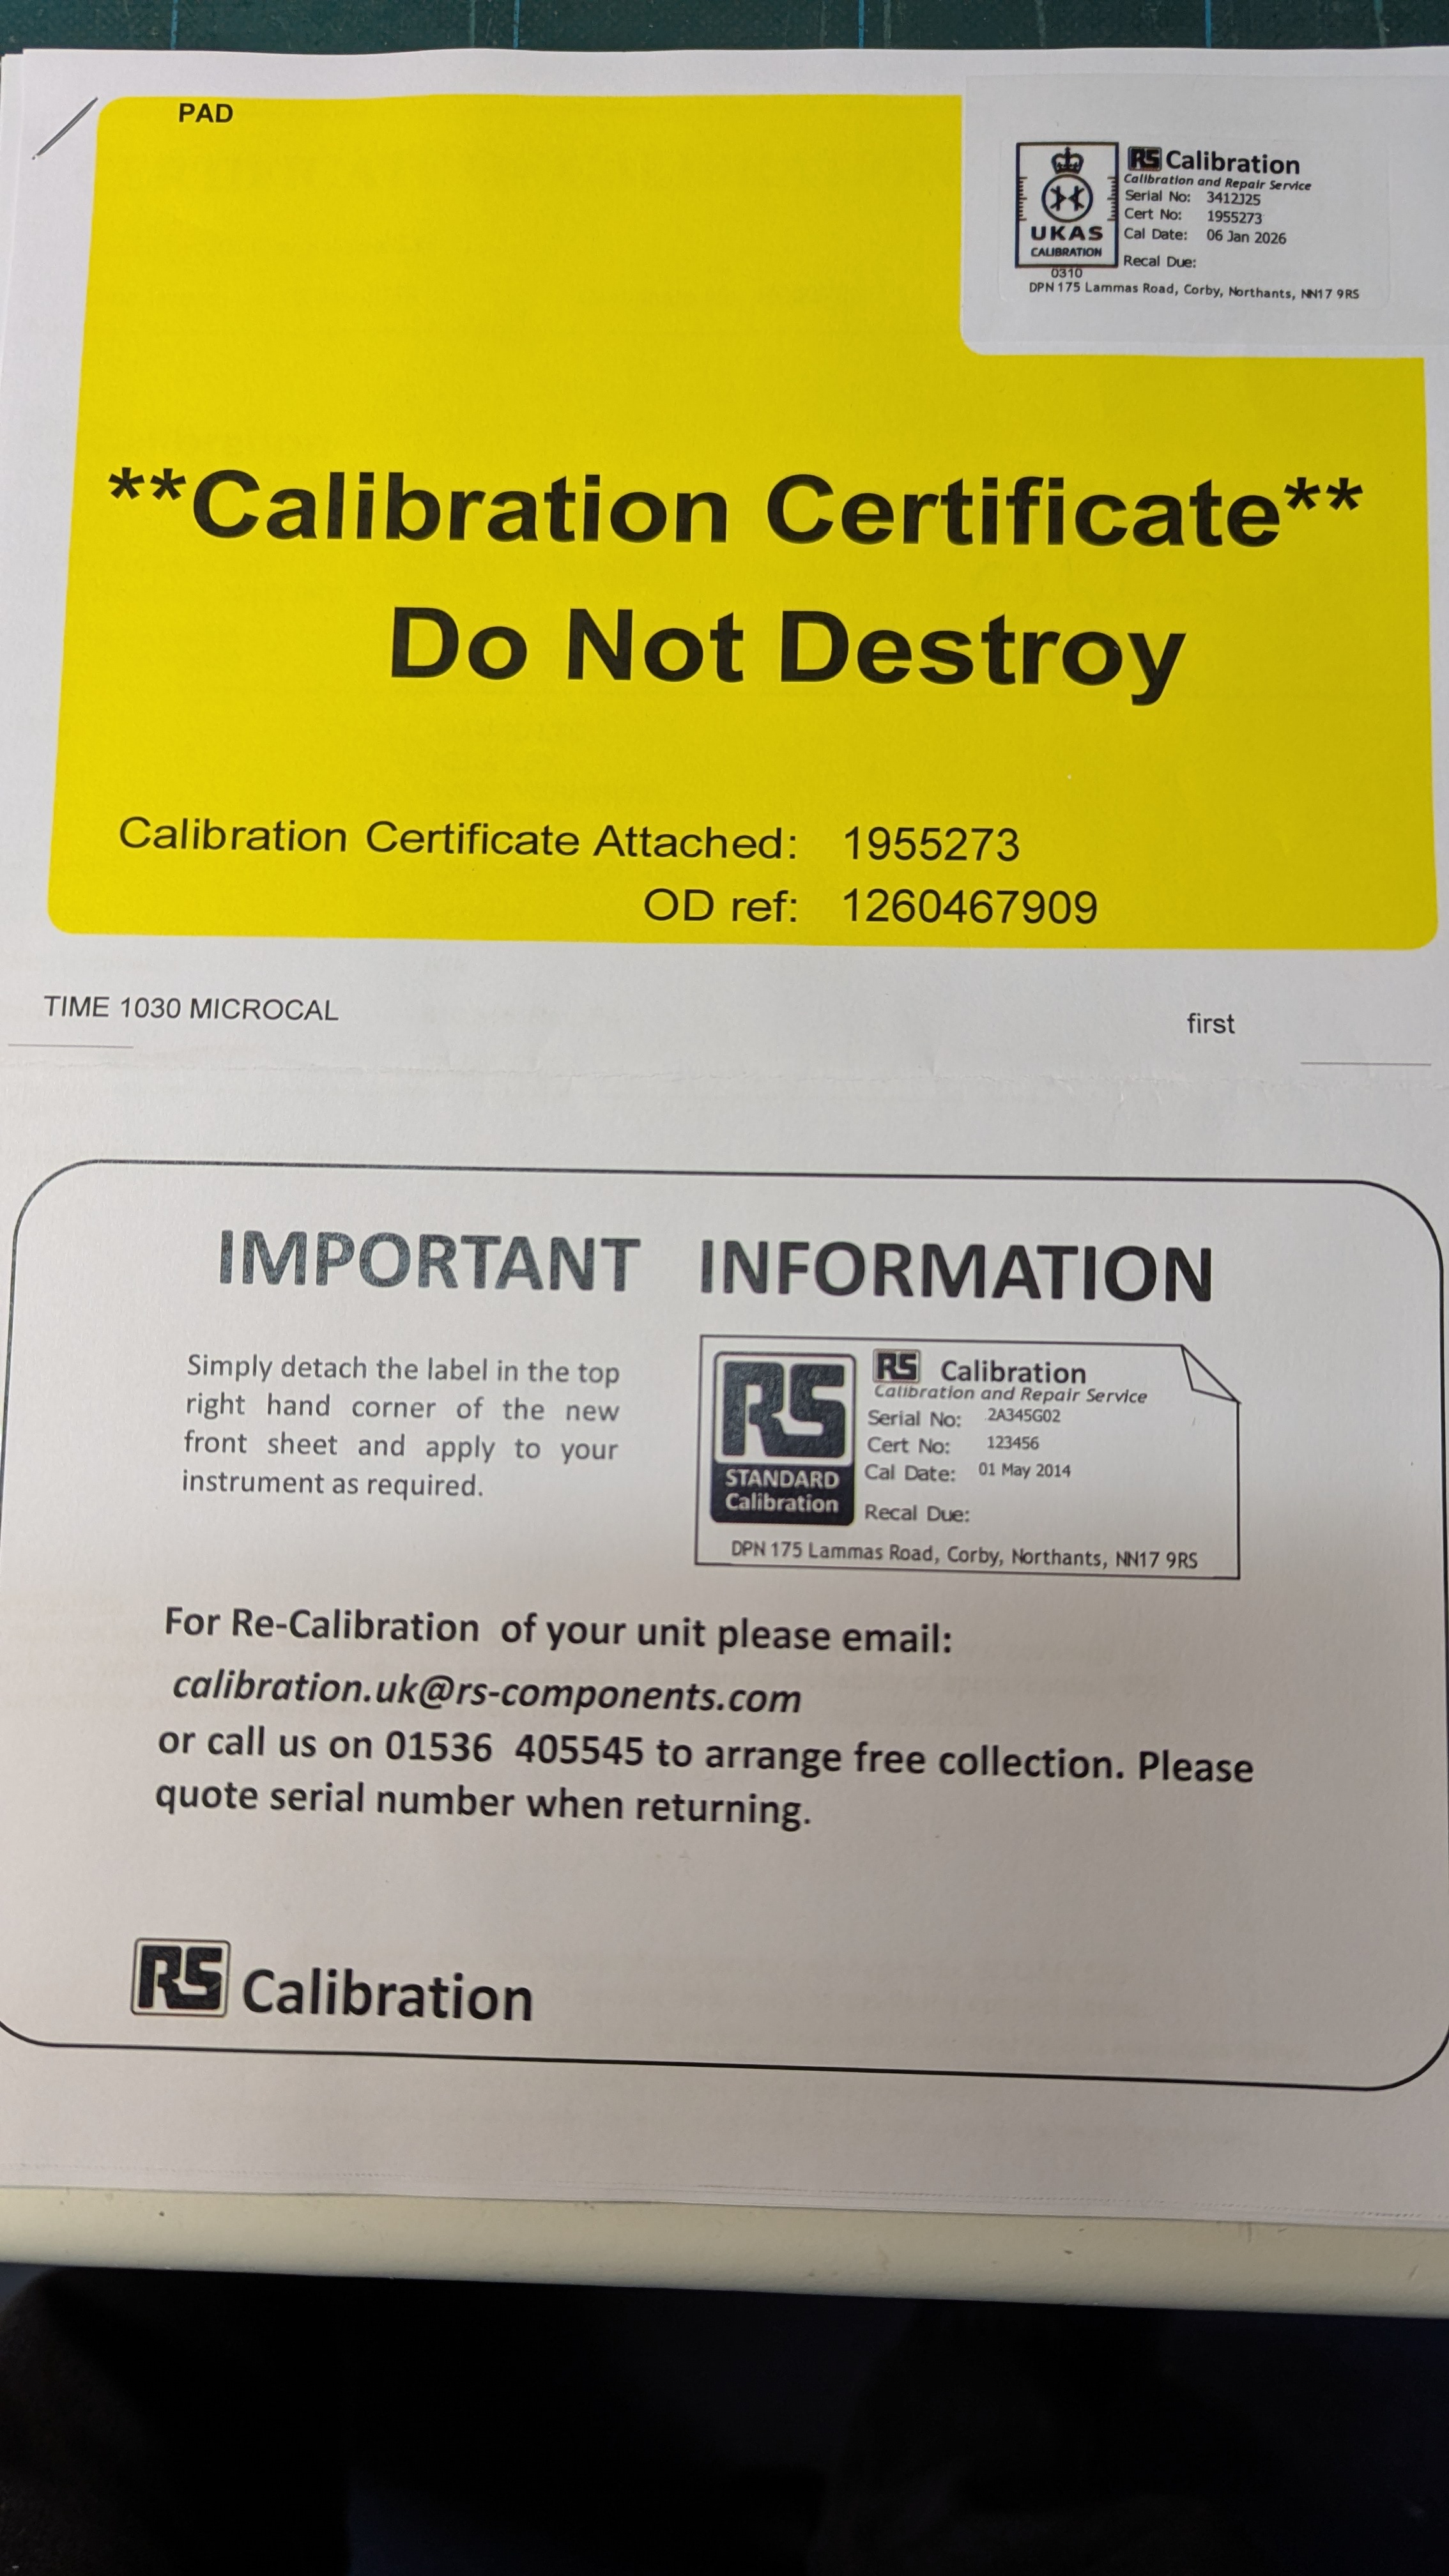 PAD
RS Calibration
Calibration and Repair Service
Serial No: 3412J25
Cert No: 1955273
Cal Date: 06 Jan 2026
Recal Due:
UKAS
CALIBRATION
0310
DPN 175 Lammas Road, Corby, Northants, NN17 9RS
**Calibration Certificate**
Do Not Destroy
Calibration Certificate Attached: 1955273
OD ref: 1260467909
TIME 1030 MICROCAL
first
IMPORTANT INFORMATION
Simply detach the label in the top
right hand corner of the new
front sheet and apply to your
instrument as required.
RS
STANDARD
Calibration
RS Calibration
Calibration and Repair Service
Serial No: 2A345G02
Cert No: 123456
Cal Date: 01 May 2014
Recal Due:
DPN 175 Lammas Road, Corby, Northants, NN17 9RS
For Re-Calibration of your unit please email:
calibration.uk@rs-components.com
or call us on 01536 405545 to arrange free collection. Please
quote serial number when returning.
RS Calibration